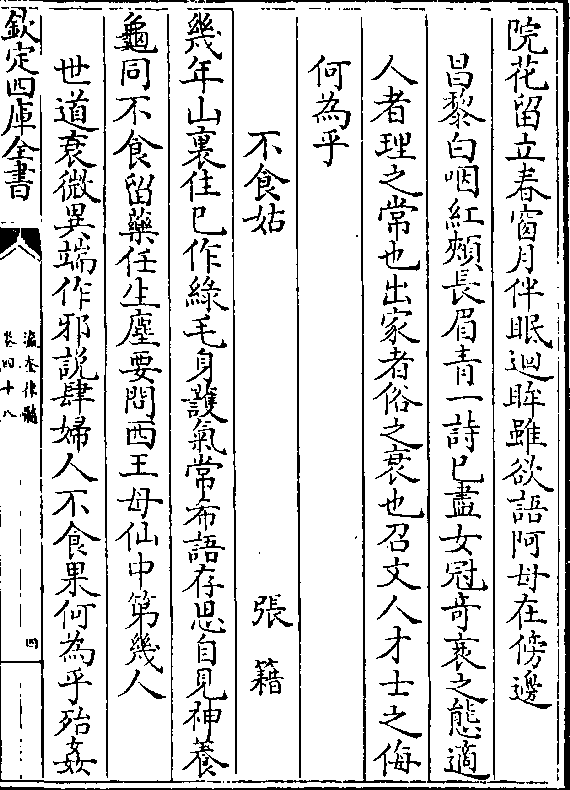 院花留立春窗月伴眠迴眸雖欲語阿母在傍邊
昌黎白咽紅頰長眉青一詩已盡女冠奇衺之態適
人者理之常也出家者俗之衰也召文人才士之侮
何為乎
不食姑　張籍
幾年山裏住已作綠毛身護氣常希語存思自見神養
龜同不食留藥任生塵要問西王母仙中第幾人
世道衰微異端作邪説肆婦人不食果何為乎殆姦
欽定四庫全書
瀛奎律髓
卷四十八
四